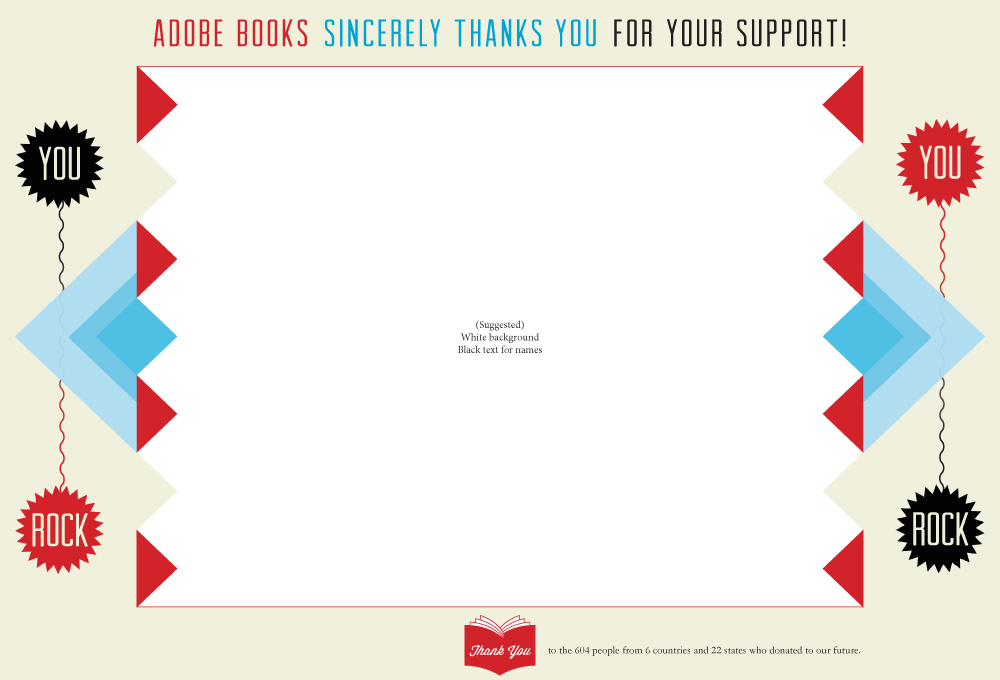 ADOBE BOOKS SINCERELY THANKS YOU FOR YOUR SUPPORT!
YOU
YOU
(Suggested)
White background
Black text for names
ROCK
ROCK
Thank You
to the 604 people from 6 countries and 22 states who donated to our future.